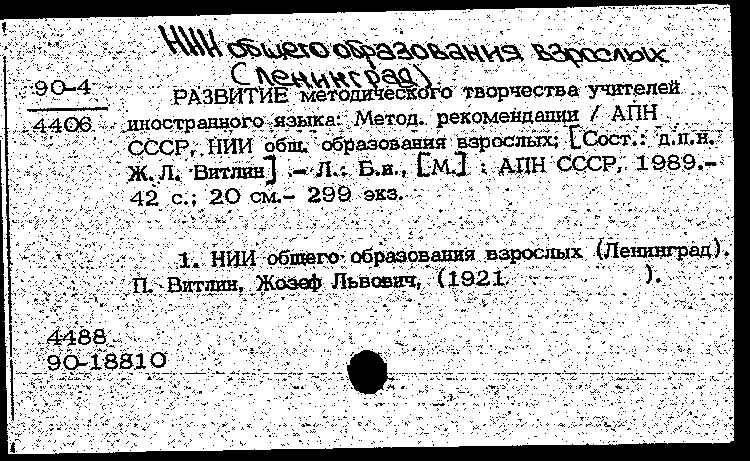 НИИ общего образования взрослых
(Ленинград)
90-4
4406
РАЗВИТИЕ методического творчества учителей
иностранного языка: Метод. рекомендации / АПН
СССР, НИИ общ. образования взрослых; [Сост.: д.п.н.
Ж.Л. Витлин] .- Л.: Б.и., [М.] : АПН СССР, 1989.-
42 с.; 20 см.- 299 экз.
1. НИИ общего образования взрослых (Ленинград).
П. Витлин, Жозеф Львович, (1921 ).
4488
90-18810